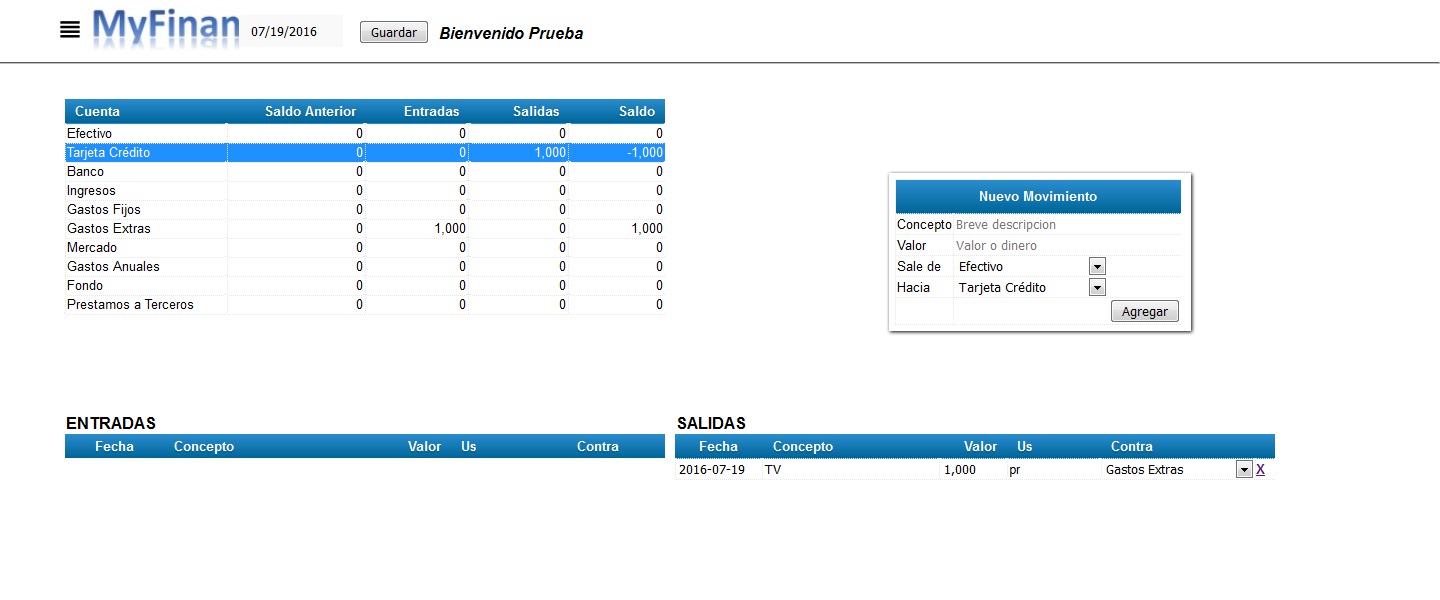 MyFinan 07/19/2016 Guardar Bienvenido Prueba
Cuenta Saldo Anterior Entradas Salidas Saldo
Efectivo 0 0 0 0
Tarjeta Crédito 0 0 1,000 -1,000
Banco 0 0 0 0
Ingresos 0 0 0 0
Gastos Fijos 0 0 0 0
Gastos Extras 0 1,000 0 1,000
Mercado 0 0 0 0
Gastos Anuales 0 0 0 0
Fondo 0 0 0 0
Prestamos a Terceros 0 0 0 0
Nuevo Movimiento
Concepto Breve descripcion
Valor Valor o dinero
Sale de Efectivo
Hacia Tarjeta Crédito
Agregar
ENTRADAS
Fecha Concepto Valor Us Contra
SALIDAS
Fecha Concepto Valor Us Contra
2016-07-19 TV 1,000 pr Gastos Extras X